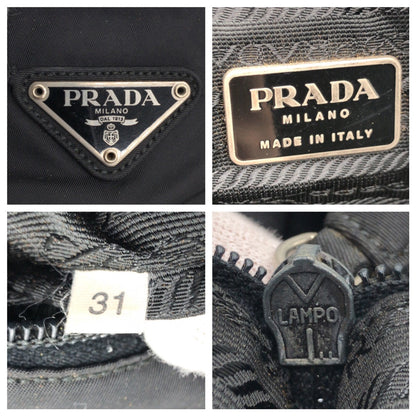 PRADA
MILANO
DAL 1913
PRADA
MILANO
MADE IN ITALY
31
LAMPO